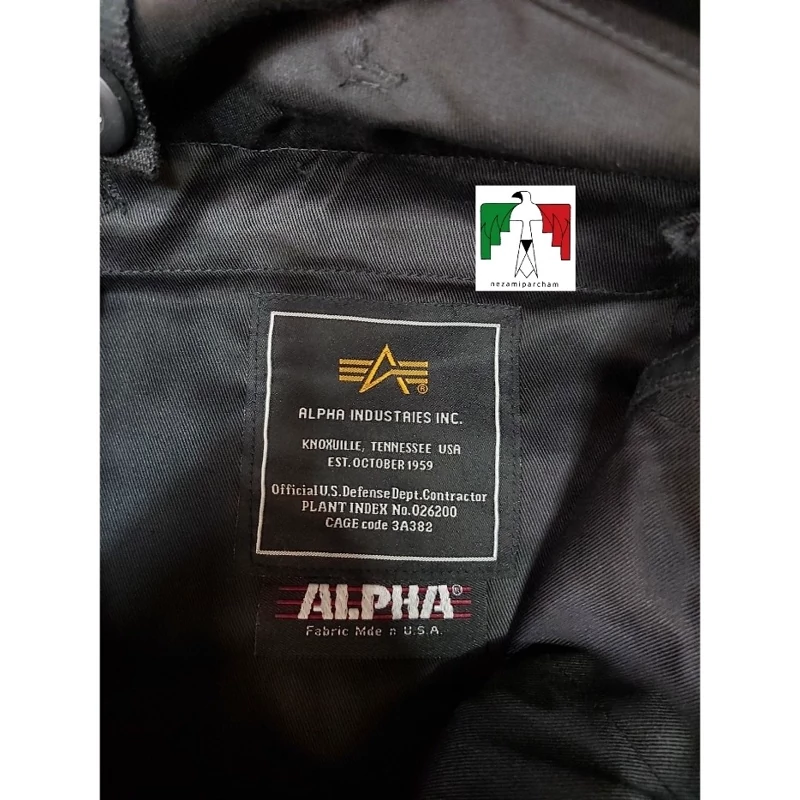 nezamiparcham
®
ALPHA INDUSTRIES INC.
KNOXUILLE, TENNESSEE USA
EST. OCTOBER 1959
Official U.S. Defense Dept. Contractor
PLANT INDEX No. 026200
CAGE code 3A382
ALPHA®
Fabric Mde n U.S.A.